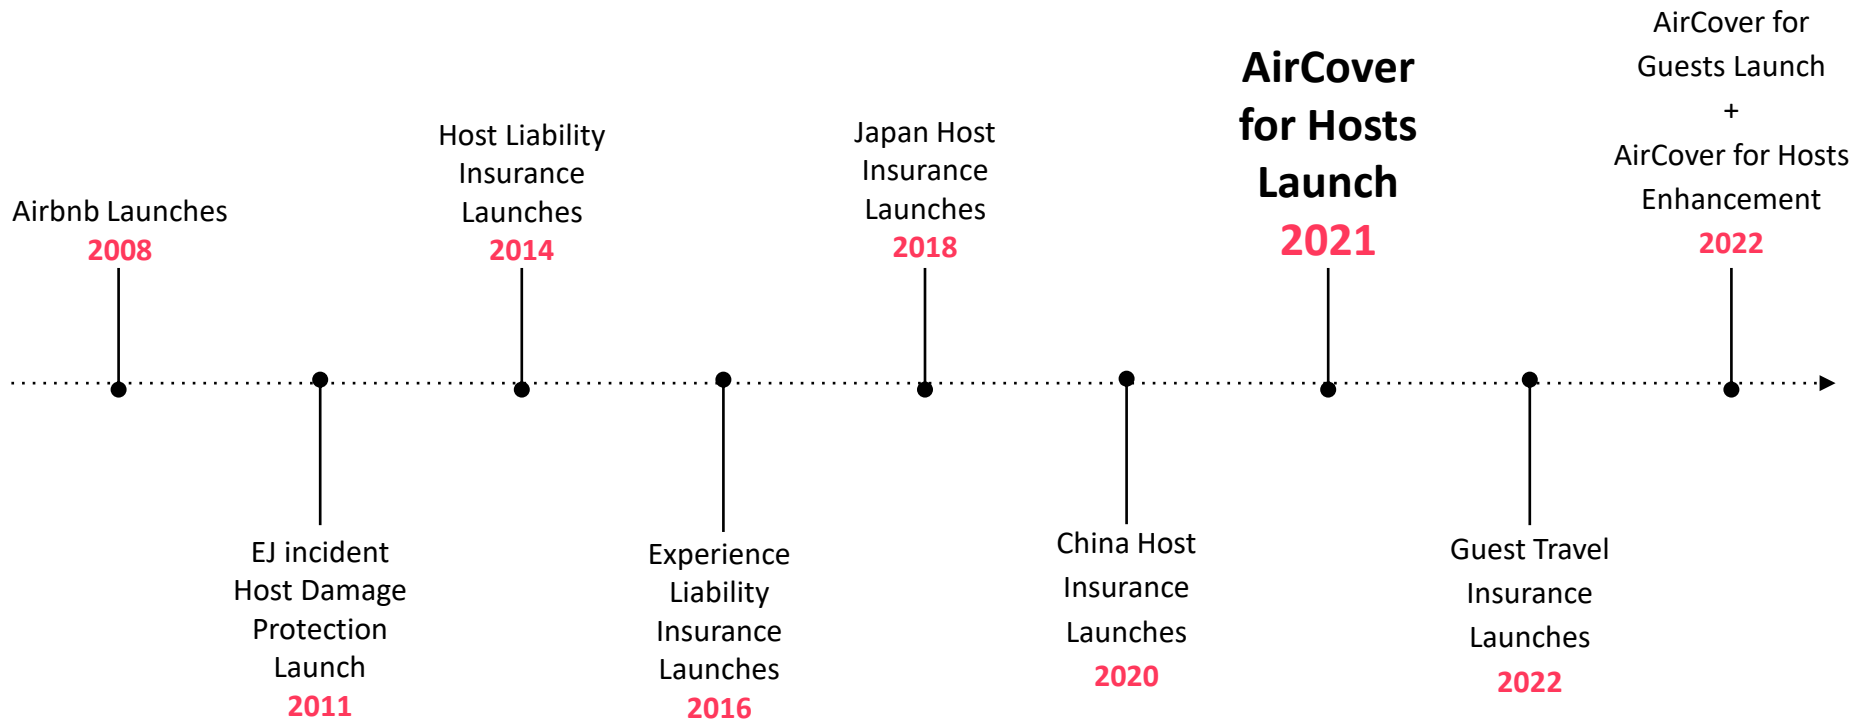 Airbnb Launches
2008
EJ incident
Host Damage
Protection
Launch
2011
Host Liability
Insurance
Launches
2014
Experience
Liability
Insurance
Launches
2016
Japan Host
Insurance
Launches
2018
China Host
Insurance
Launches
2020
AirCover
for Hosts
Launch
2021
Guest Travel
Insurance
Launches
2022
AirCover for
Guests Launch
+
AirCover for Hosts
Enhancement
2022